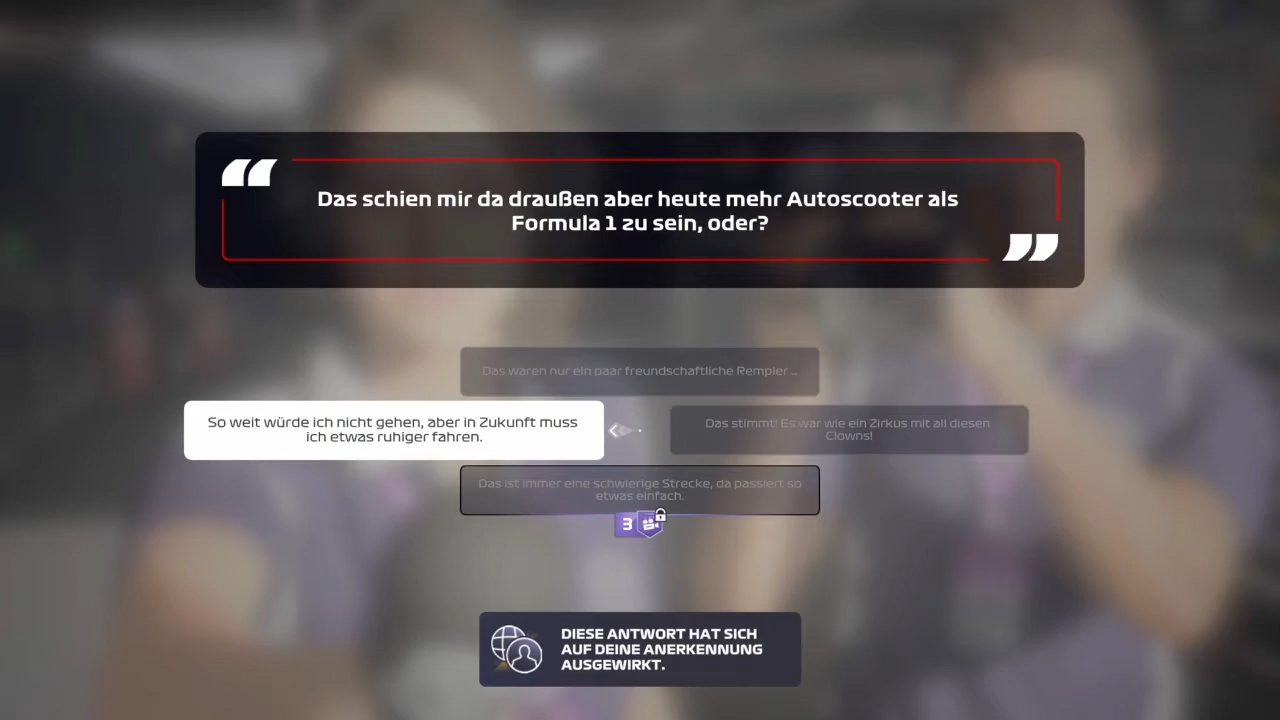 Das schien mir da draußen aber heute mehr Autoscooter als
Formula 1 zu sein, oder?
Das waren nur ein paar freundschaftliche Rempler ...
So weit würde ich nicht gehen, aber in Zukunft muss
ich etwas ruhiger fahren.
Das stimmt! Es war wie ein Zirkus mit all diesen
Clowns!
Das ist immer eine schwierige Strecke, da passiert so
etwas einfach.
3
DIESE ANTWORT HAT SICH
AUF DEINE ANERKENNUNG
AUSGEWIRKT.